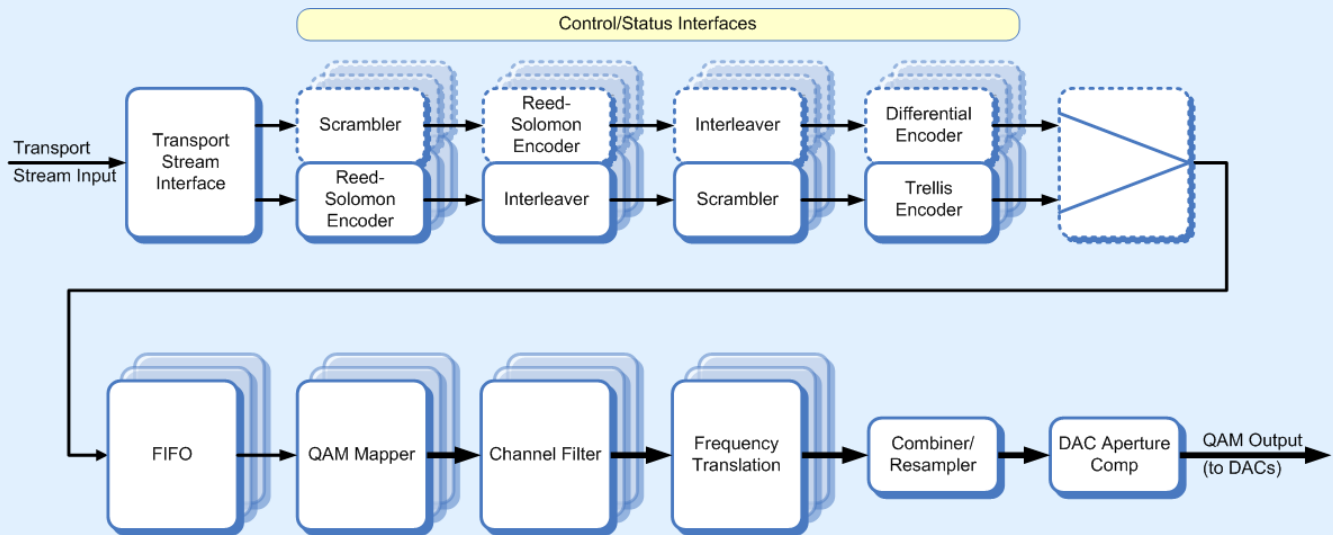 Control/Status Interfaces
Transport
Stream Input
Transport
Stream
Interface
Scrambler
Reed-
Solomon
Encoder
Interleaver
Differential
Encoder
Reed-
Solomon
Encoder
Interleaver
Scrambler
Trellis
Encoder
FIFO
QAM Mapper
Channel Filter
Frequency
Translation
Combiner/
Resampler
DAC Aperture
Comp
QAM Output
(to DACs)